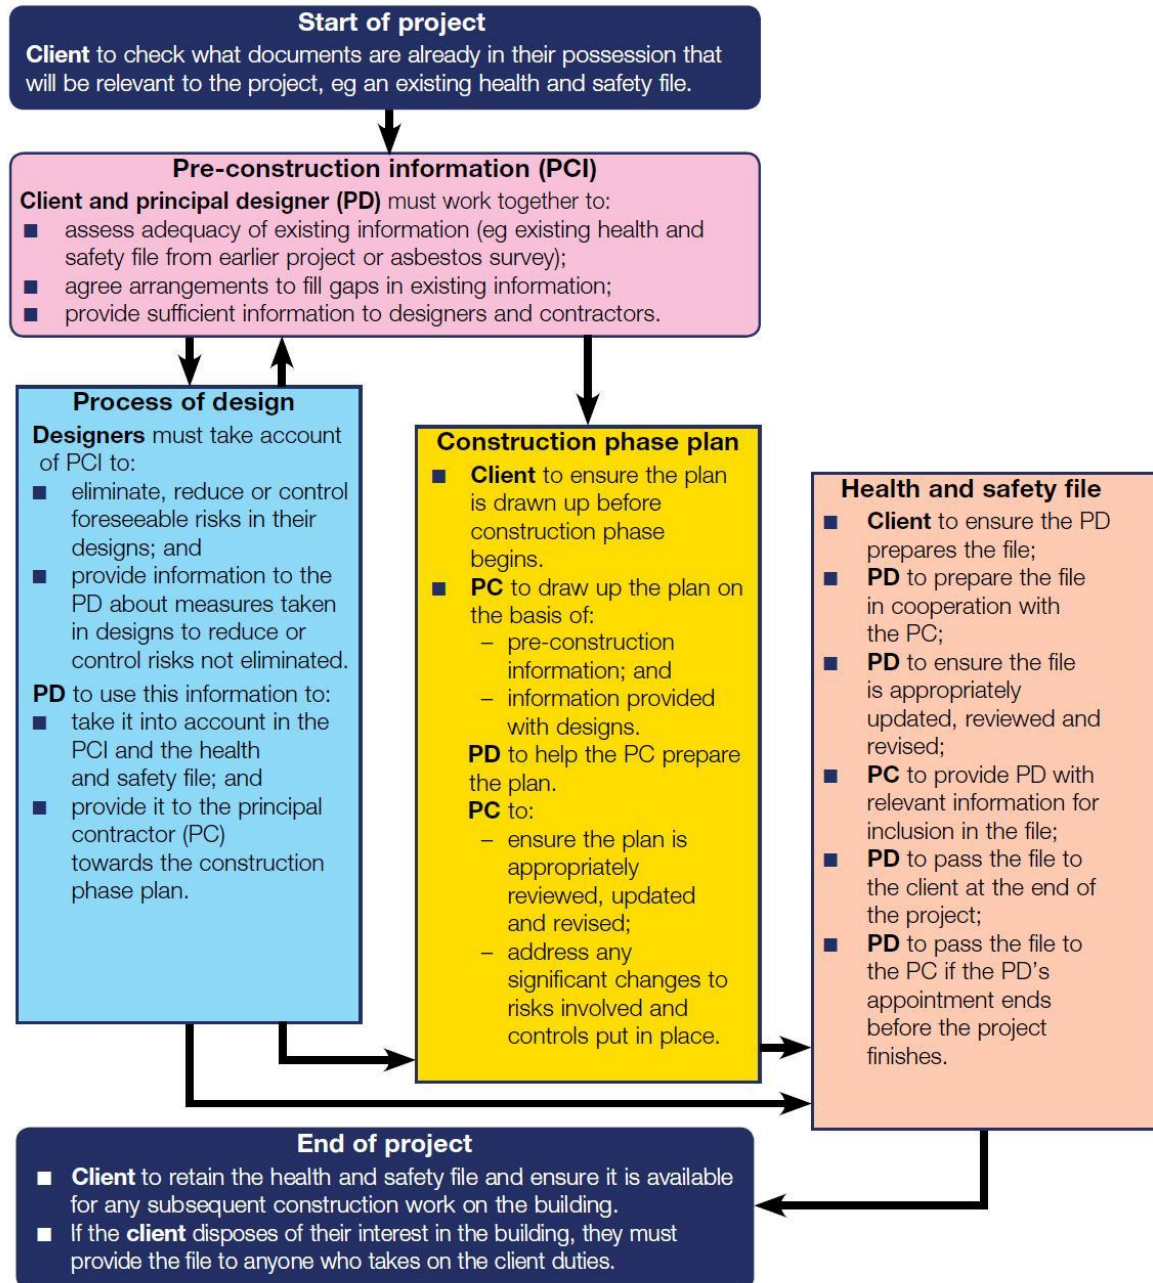 Start of project
Client to check what documents are already in their possession that
will be relevant to the project, eg an existing health and safety file.
Pre-construction information (PCI)
Client and principal designer (PD) must work together to:
■ assess adequacy of existing information (eg existing health and
safety file from earlier project or asbestos survey);
■ agree arrangements to fill gaps in existing information;
■ provide sufficient information to designers and contractors.
Process of design
Designers must take account
of PCI to:
■ eliminate, reduce or control
foreseeable risks in their
designs; and
■ provide information to the
PD about measures taken
in designs to reduce or
control risks not eliminated.
PD to use this information to:
■ take it into account in the
PCI and the health
and safety file; and
■ provide it to the principal
contractor (PC)
towards the construction
phase plan.
Construction phase plan
■ Client to ensure the plan
is drawn up before
construction phase
begins.
■ PC to draw up the plan on
the basis of:
– pre-construction
information; and
– information provided
with designs.
PD to help the PC prepare
the plan.
PC to:
– ensure the plan is
appropriately
reviewed, updated
and revised;
– address any
significant changes to
risks involved and
controls put in place.
Health and safety file
■ Client to ensure the PD
prepares the file;
■ PD to prepare the file
in cooperation with
the PC;
■ PD to ensure the file
is appropriately
updated, reviewed and
revised;
■ PC to provide PD with
relevant information for
inclusion in the file;
■ PD to pass the file to
the client at the end of
the project;
■ PD to pass the file to
the PC if the PD’s
appointment ends
before the project
finishes.
End of project
■ Client to retain the health and safety file and ensure it is available
for any subsequent construction work on the building.
■ If the client disposes of their interest in the building, they must
provide the file to anyone who takes on the client duties.